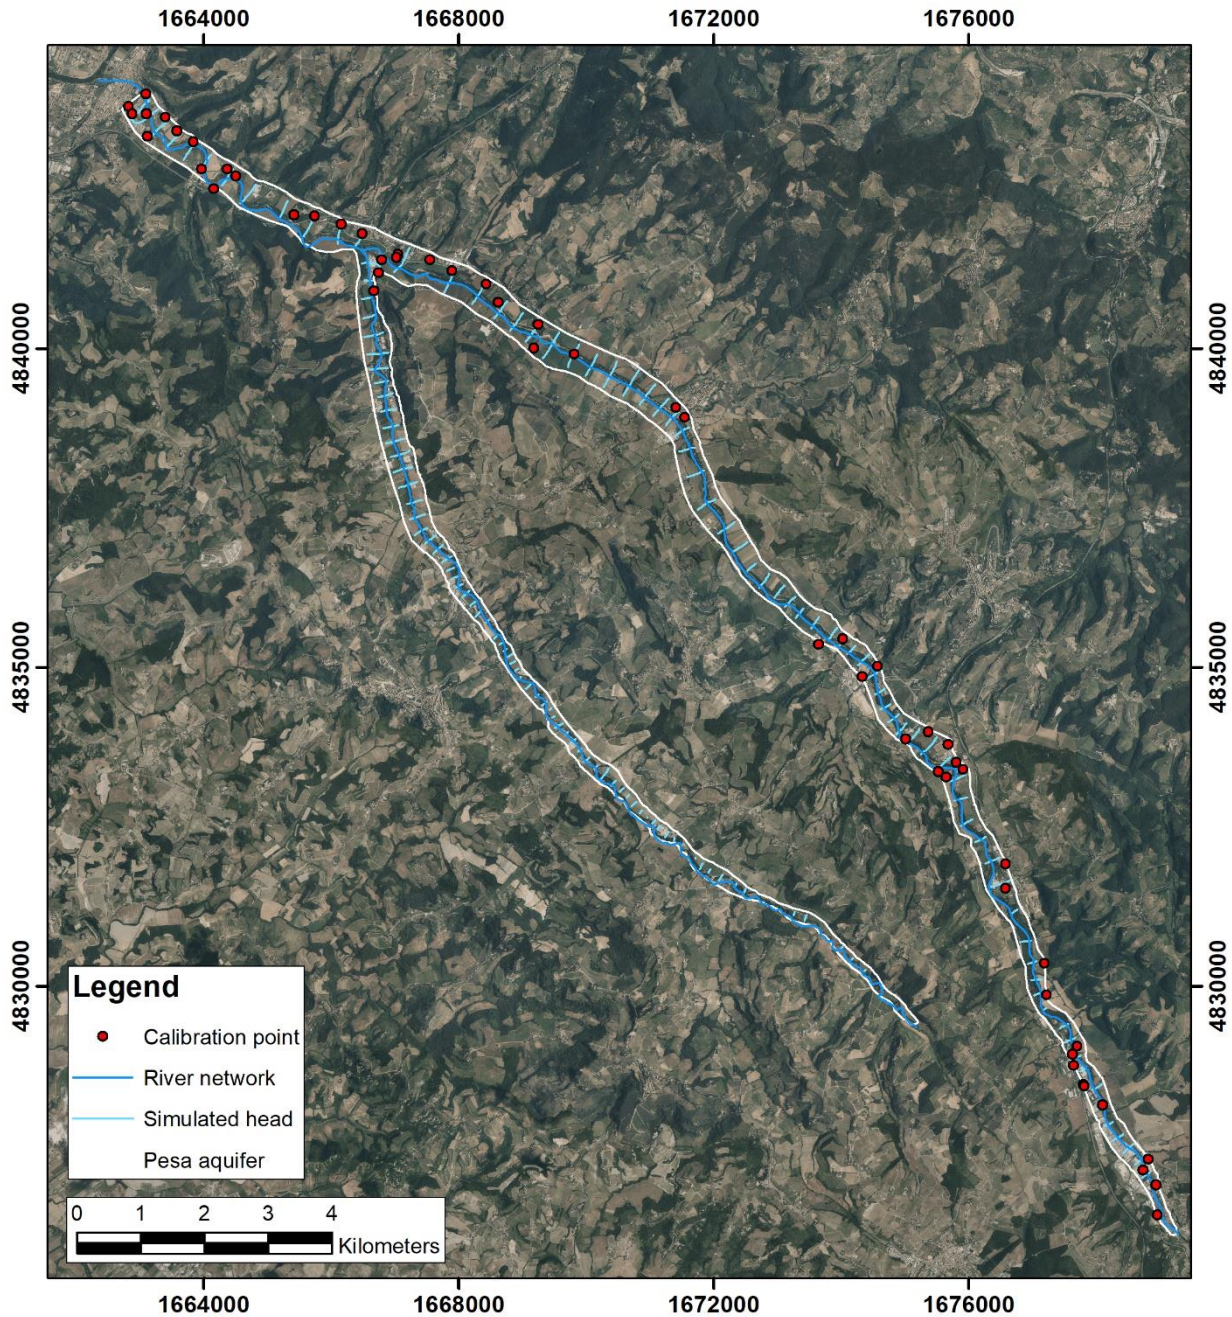 1664000 1668000 1672000 1676000
4840000 4840000
4835000 4835000
4830000 4830000
Legend
Calibration point
River network
Simulated head
Pesa aquifer
0 1 2 3 4
Kilometers
1664000 1668000 1672000 1676000